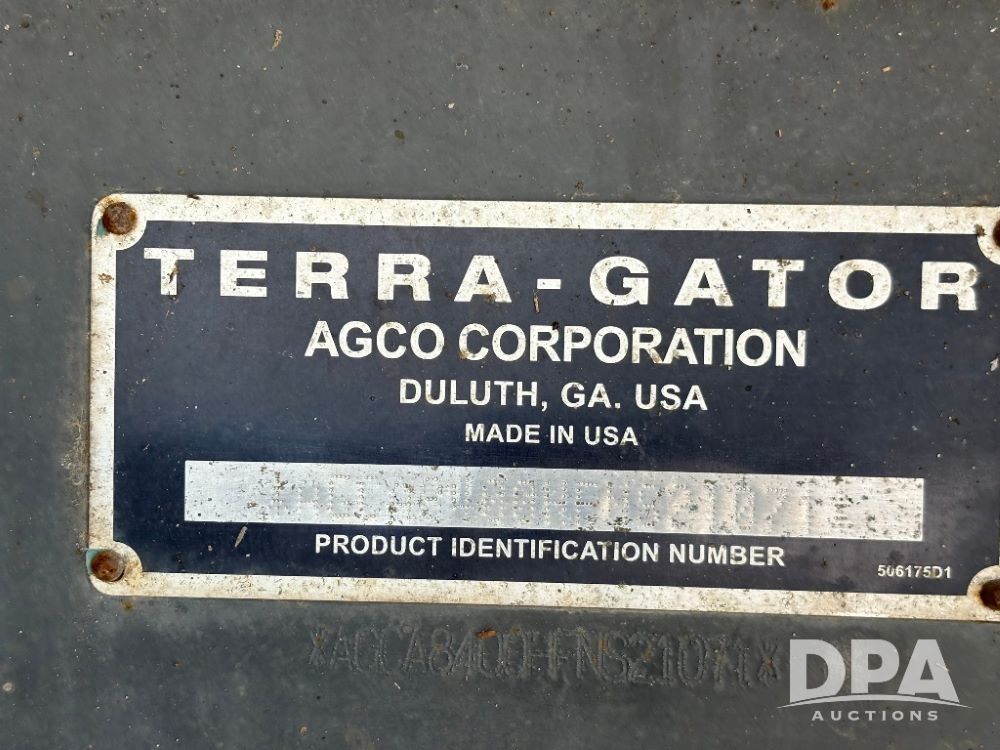 TERRA-GATOR
AGCO CORPORATION
DULUTH, GA. USA
MADE IN USA
PRODUCT IDENTIFICATION NUMBER
506175D1
DPA
AUCTIONS